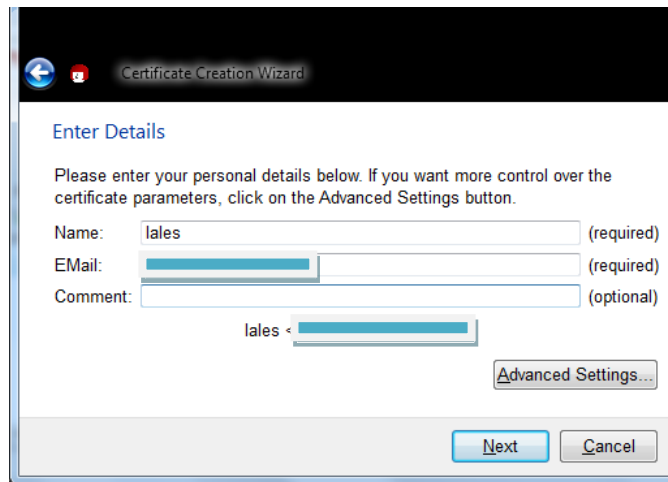 Certificate Creation Wizard
Enter Details
Please enter your personal details below. If you want more control over the
certificate parameters, click on the Advanced Settings button.
Name: lales (required)
EMail: (required)
Comment: (optional)
lales <
Advanced Settings...
Next Cancel